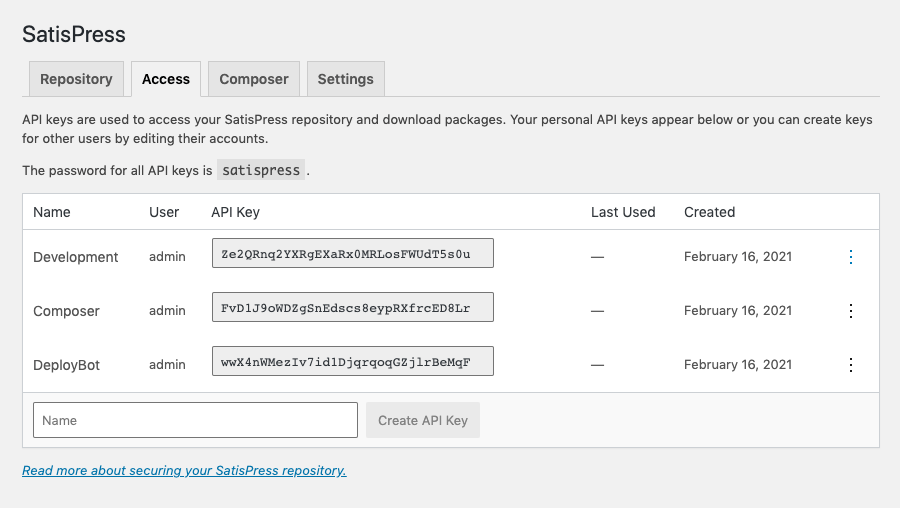 SatisPress
Repository Access Composer Settings
API keys are used to access your SatisPress repository and download packages. Your personal API keys appear below or you can create keys
for other users by editing their accounts.
The password for all API keys is satispress .
Name User API Key Last Used Created
Development admin Ze2QRnq2YXRgEXaRx0MRLosFWUdT5s0u — February 16, 2021
Composer admin FvD1J9oWDZgSnEdscs8eypRXfrcED8Lr — February 16, 2021
DeployBot admin wwX4nWMezIv7id1DjqrqoqGZjlrBeMqF — February 16, 2021
Name Create API Key
Read more about securing your SatisPress repository.